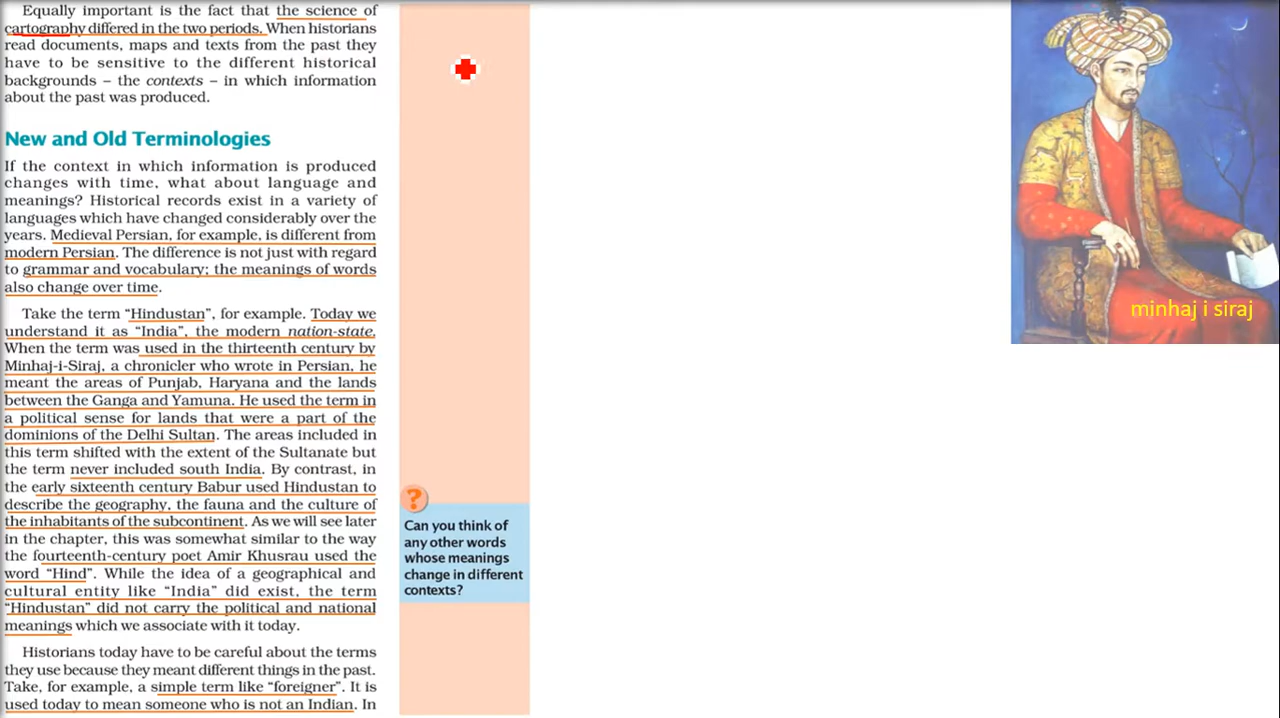 Equally important is the fact that the science of
cartography differed in the two periods. When historians
read documents, maps and texts from the past they
have to be sensitive to the different historical
backgrounds – the contexts – in which information
about the past was produced.
New and Old Terminologies
If the context in which information is produced
changes with time, what about language and
meanings? Historical records exist in a variety of
languages which have changed considerably over the
years. Medieval Persian, for example, is different from
modern Persian. The difference is not just with regard
to grammar and vocabulary; the meanings of words
also change over time.
Take the term “Hindustan”, for example. Today we
understand it as “India”, the modern nation-state.
When the term was used in the thirteenth century by
Minhaj-i-Siraj, a chronicler who wrote in Persian, he
meant the areas of Punjab, Haryana and the lands
between the Ganga and Yamuna. He used the term in
a political sense for lands that were a part of the
dominions of the Delhi Sultan. The areas included in
this term shifted with the extent of the Sultanate but
the term never included south India. By contrast, in
the early sixteenth century Babur used Hindustan to
describe the geography, the fauna and the culture of
the inhabitants of the subcontinent. As we will see later
in the chapter, this was somewhat similar to the way
the fourteenth-century poet Amir Khusrau used the
word “Hind”. While the idea of a geographical and
cultural entity like “India” did exist, the term
“Hindustan” did not carry the political and national
meanings which we associate with it today.
Historians today have to be careful about the terms
they use because they meant different things in the past.
Take, for example, a simple term like “foreigner”. It is
used today to mean someone who is not an Indian. In
?
Can you think of
any other words
whose meanings
change in different
contexts?
minhaj i siraj